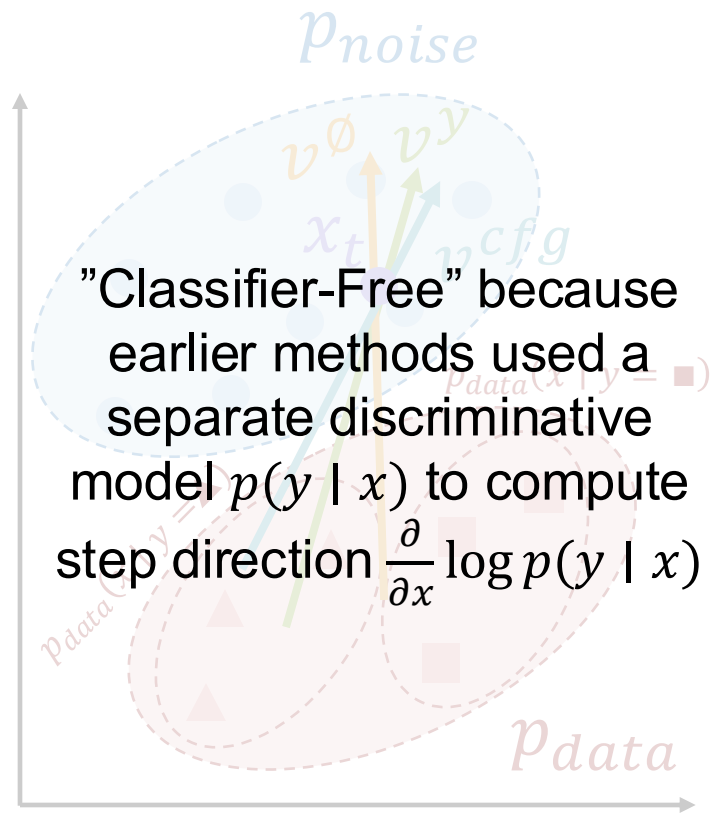 p_noise
v^∅ v^y
x_t v^cfg
”Classifier-Free” because
earlier methods used a
p_data(x | y = ■)
separate discriminative
model p(y | x) to compute
step direction ∂/∂x log p(y | x)
p_data(x | y = ▲)
p_data